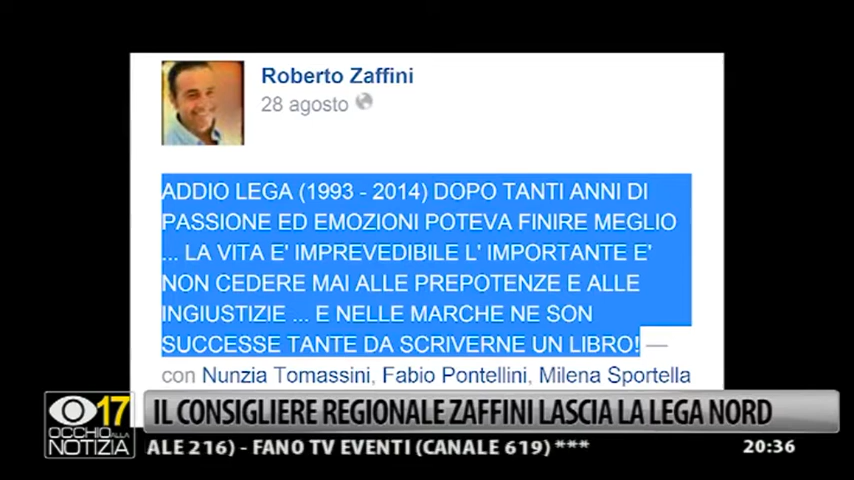 Roberto Zaffini
28 agosto
ADDIO LEGA (1993 - 2014) DOPO TANTI ANNI DI
PASSIONE ED EMOZIONI POTEVA FINIRE MEGLIO
... LA VITA E' IMPREVEDIBILE L' IMPORTANTE E'
NON CEDERE MAI ALLE PREPOTENZE E ALLE
INGIUSTIZIE ... E NELLE MARCHE NE SON
SUCCESSE TANTE DA SCRIVERNE UN LIBRO! —
con Nunzia Tomassini, Fabio Pontellini, Milena Sportella
17
OCCHIO ALLA
NOTIZIA
IL CONSIGLIERE REGIONALE ZAFFINI LASCIA LA LEGA NORD
ALE 216) - FANO TV EVENTI (CANALE 619) ***
20:36